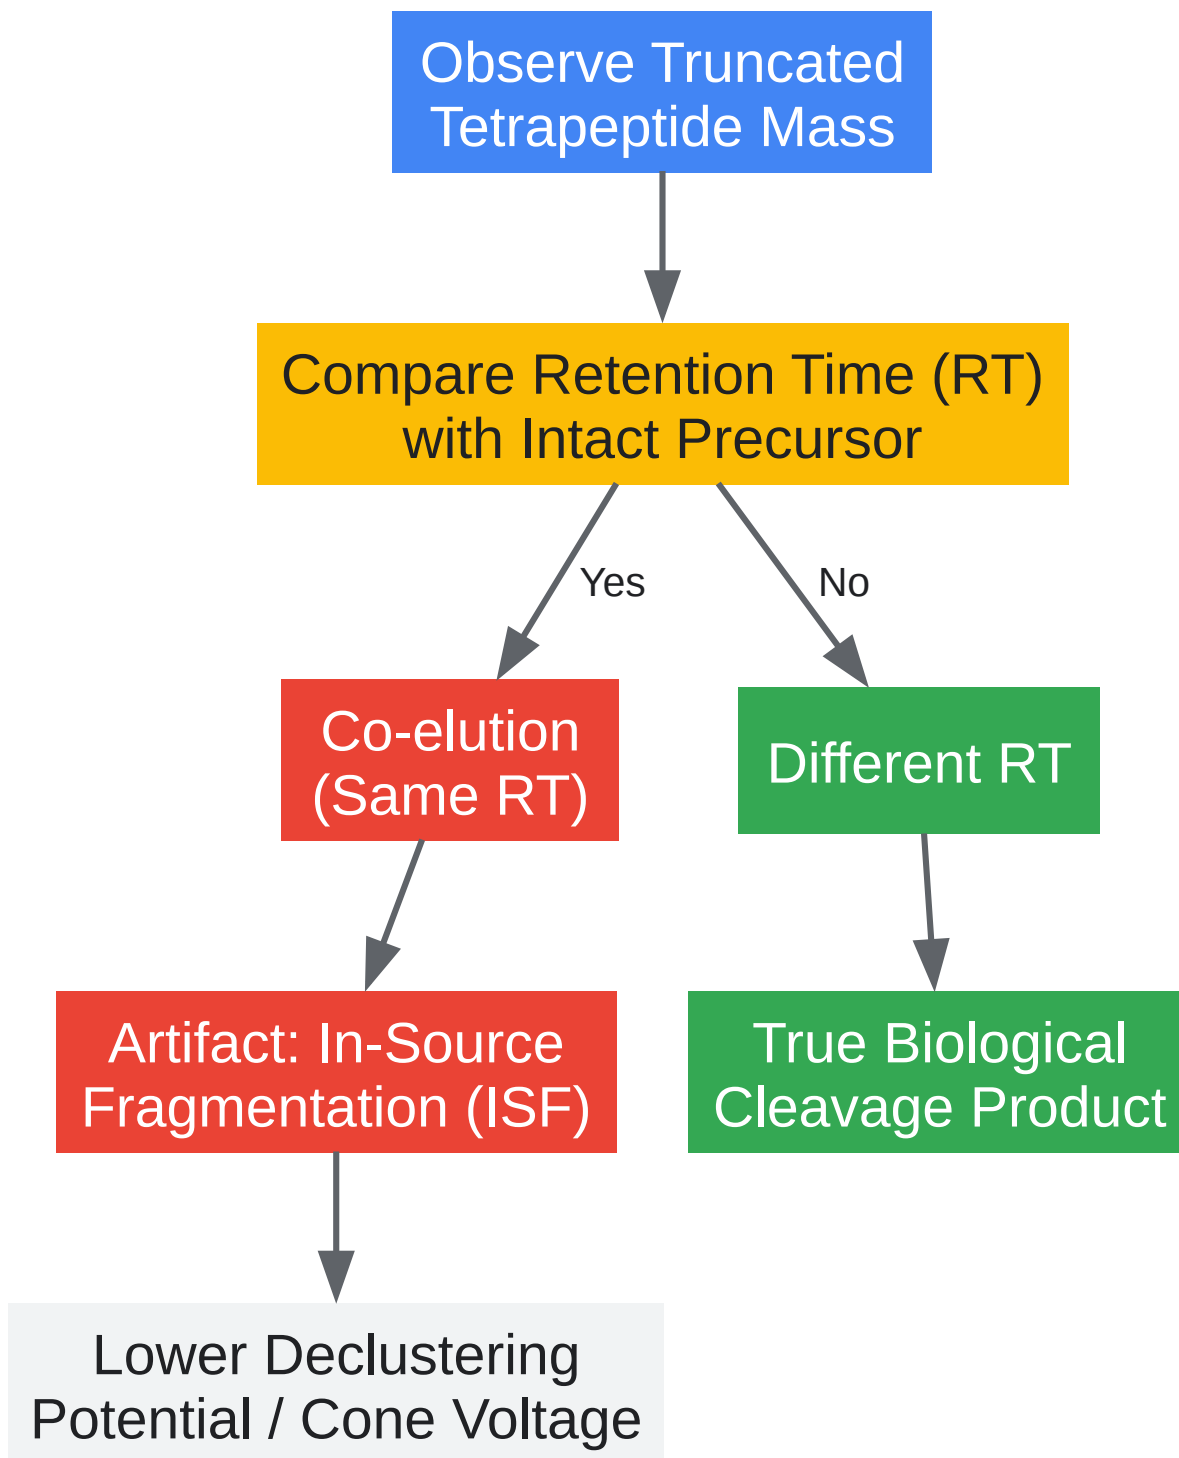 Observe Truncated
Tetrapeptide Mass
Compare Retention Time (RT)
with Intact Precursor
Yes
No
Co-elution
(Same RT)
Different RT
Artifact: In-Source
Fragmentation (ISF)
True Biological
Cleavage Product
Lower Declustering
Potential / Cone Voltage